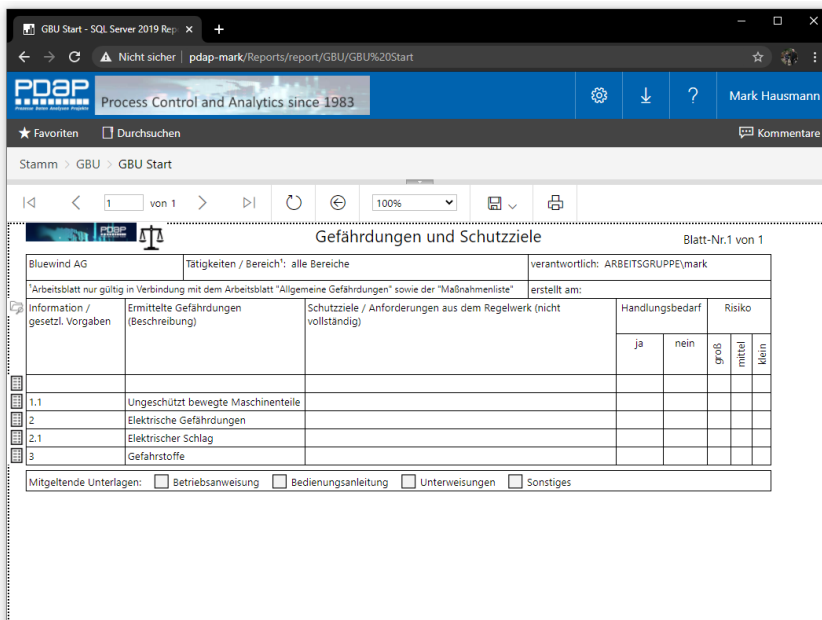 GBU Start - SQL Server 2019 Rep
Nicht sicher | pdap-mark/Reports/report/GBU/GBU%20Start
PDAP
Prozess Daten Analysen Projekte
Process Control and Analytics since 1983
? Mark Hausmann
Favoriten Durchsuchen Kommentare
Stamm > GBU > GBU Start
1 von 1 100%
PDAP Gefährdungen und Schutzziele Blatt-Nr.1 von 1
Bluewind AG Tätigkeiten / Bereich¹: alle Bereiche verantwortlich: ARBEITSGRUPPE\mark
¹Arbeitsblatt nur gültig in Verbindung mit dem Arbeitsblatt "Allgemeine Gefährdungen" sowie der "Maßnahmenliste" erstellt am:
Information / Ermittelte Gefährdungen Schutzziele / Anforderungen aus dem Regelwerk (nicht Handlungsbedarf Risiko
gesetzl. Vorgaben (Beschreibung) vollständig)
ja nein groß mittel klein
1.1 Ungeschützt bewegte Maschinenteile
2 Elektrische Gefährdungen
2.1 Elektrischer Schlag
3 Gefahrstoffe
Mitgeltende Unterlagen: Betriebsanweisung Bedienungsanleitung Unterweisungen Sonstiges